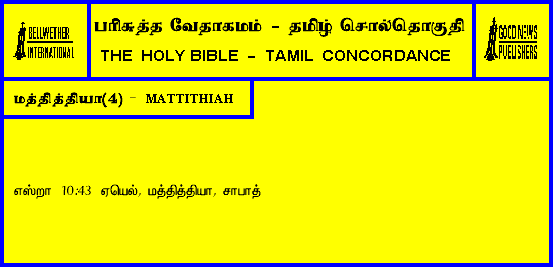 BELLWETHER
INTERNATIONAL
பரிசுத்த வேதாகமம் - தமிழ் சொல்தொகுதி
THE HOLY BIBLE - TAMIL CONCORDANCE
GOOD NEWS
PUBLISHERS
மத்தித்தியா(4) - MATTITHIAH
எஸ்றா 10:43 ஏயெல், மத்தித்தியா, சாபாத்